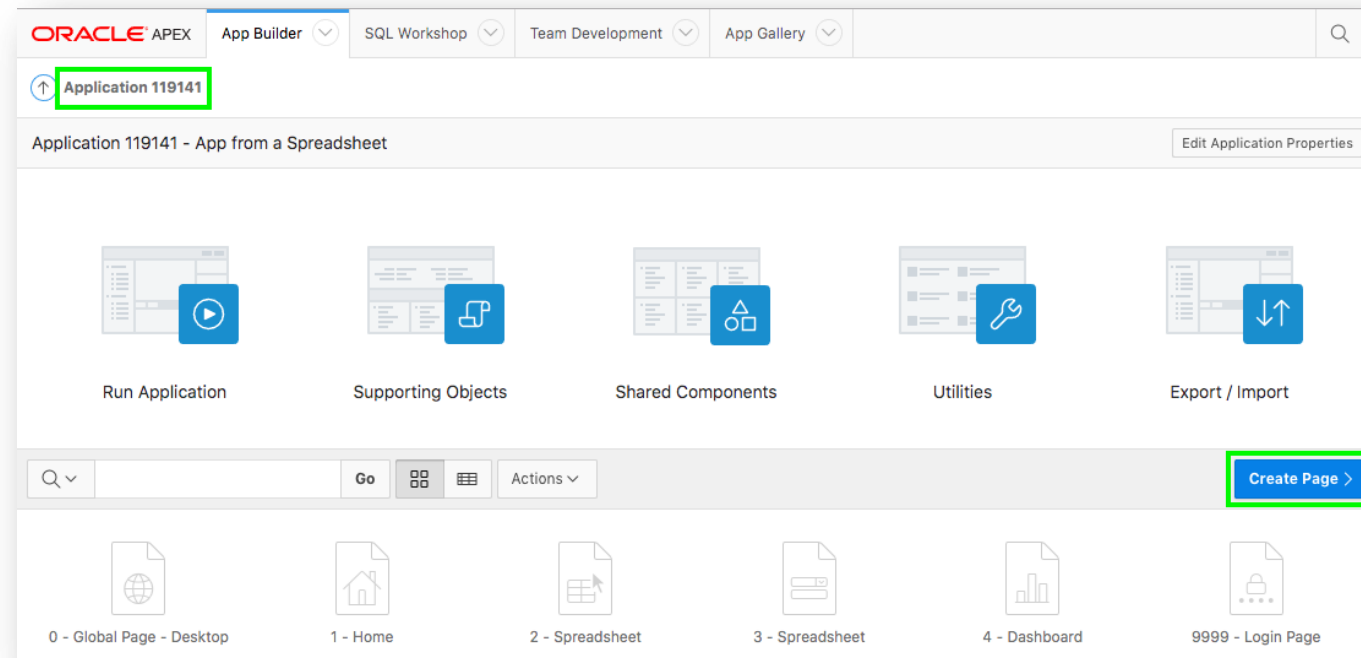 ORACLE APEX App Builder SQL Workshop Team Development App Gallery
Application 119141
Application 119141 - App from a Spreadsheet Edit Application Properties
Run Application Supporting Objects Shared Components Utilities Export / Import
Go Actions Create Page
0 - Global Page - Desktop 1 - Home 2 - Spreadsheet 3 - Spreadsheet 4 - Dashboard 9999 - Login Page